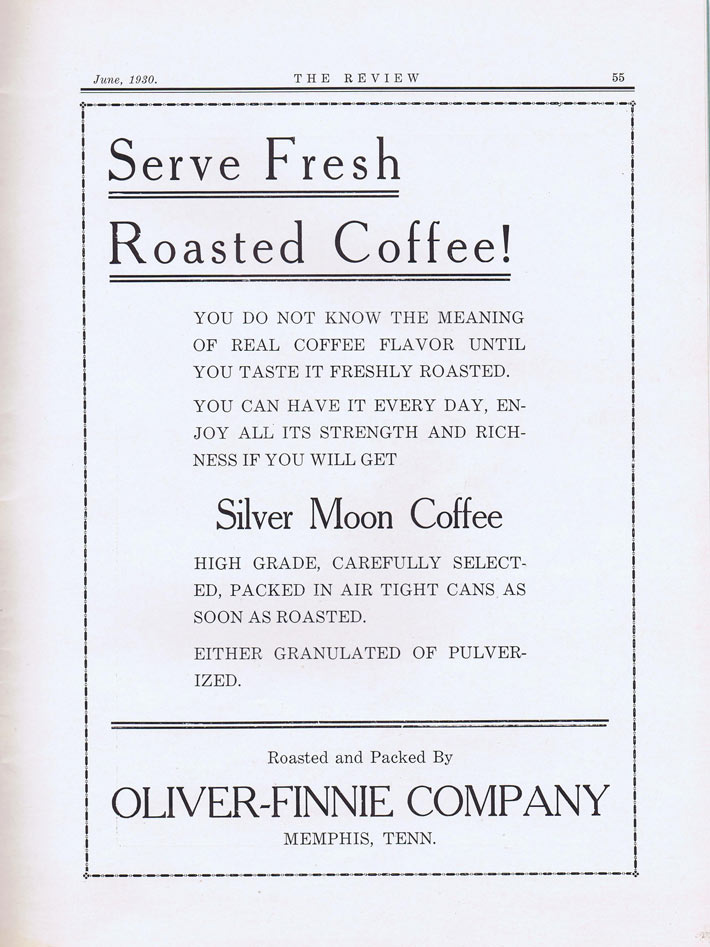 June, 1930. THE REVIEW 55
Serve Fresh
Roasted Coffee!
YOU DO NOT KNOW THE MEANING
OF REAL COFFEE FLAVOR UNTIL
YOU TASTE IT FRESHLY ROASTED.
YOU CAN HAVE IT EVERY DAY, EN-
JOY ALL ITS STRENGTH AND RICH-
NESS IF YOU WILL GET
Silver Moon Coffee
HIGH GRADE, CAREFULLY SELECT-
ED, PACKED IN AIR TIGHT CANS AS
SOON AS ROASTED.
EITHER GRANULATED OF PULVER-
IZED.
Roasted and Packed By
OLIVER-FINNIE COMPANY
MEMPHIS, TENN.